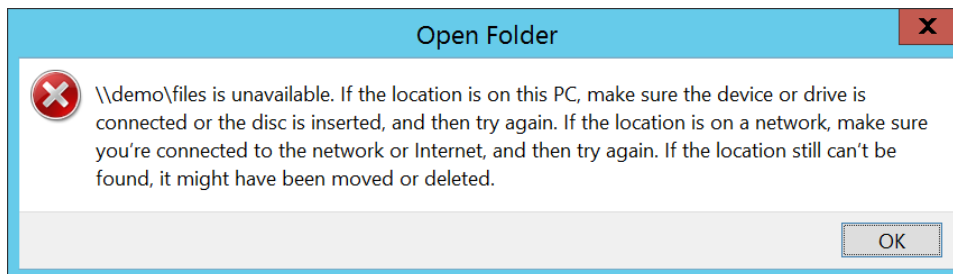 Open Folder
X
\\demo\files is unavailable. If the location is on this PC, make sure the device or drive is
connected or the disc is inserted, and then try again. If the location is on a network, make sure
you’re connected to the network or Internet, and then try again. If the location still can’t be
found, it might have been moved or deleted.
OK